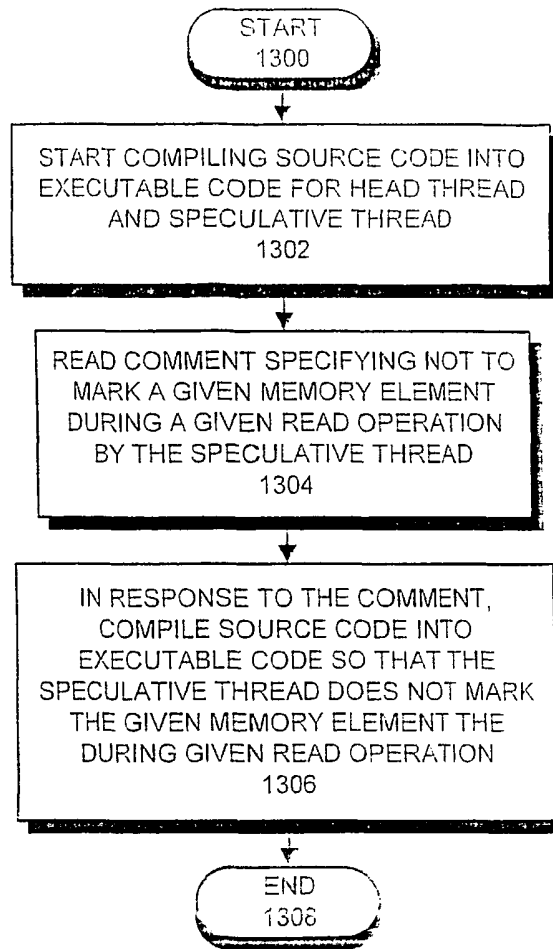 START
1300
START COMPILING SOURCE CODE INTO
EXECUTABLE CODE FOR HEAD THREAD
AND SPECULATIVE THREAD
1302
READ COMMENT SPECIFYING NOT TO
MARK A GIVEN MEMORY ELEMENT
DURING A GIVEN READ OPERATION
BY THE SPECULATIVE THREAD
1304
IN RESPONSE TO THE COMMENT,
COMPILE SOURCE CODE INTO
EXECUTABLE CODE SO THAT THE
SPECULATIVE THREAD DOES NOT MARK
THE GIVEN MEMORY ELEMENT THE
DURING GIVEN READ OPERATION
1306
END
1308